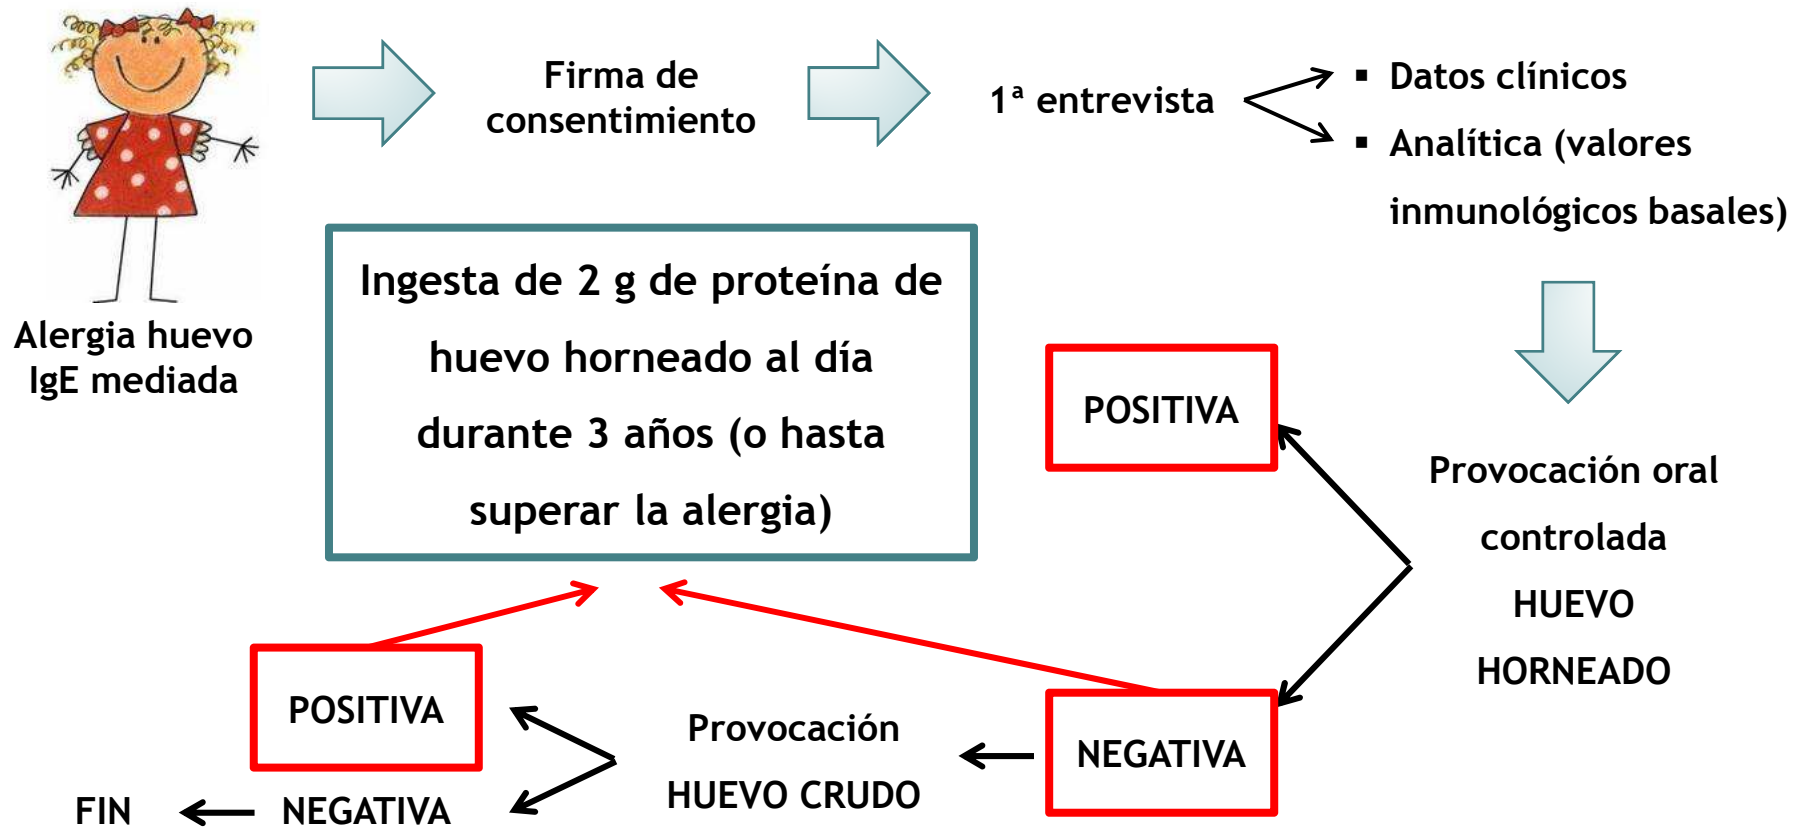 Firma de
consentimiento
1ª entrevista
▪ Datos clínicos
▪ Analítica (valores
inmunológicos basales)
Alergia huevo
IgE mediada
Ingesta de 2 g de proteína de
huevo horneado al día
durante 3 años (o hasta
superar la alergia)
POSITIVA
Provocación oral
controlada
HUEVO
HORNEADO
POSITIVA
Provocación
HUEVO CRUDO
NEGATIVA
FIN
NEGATIVA